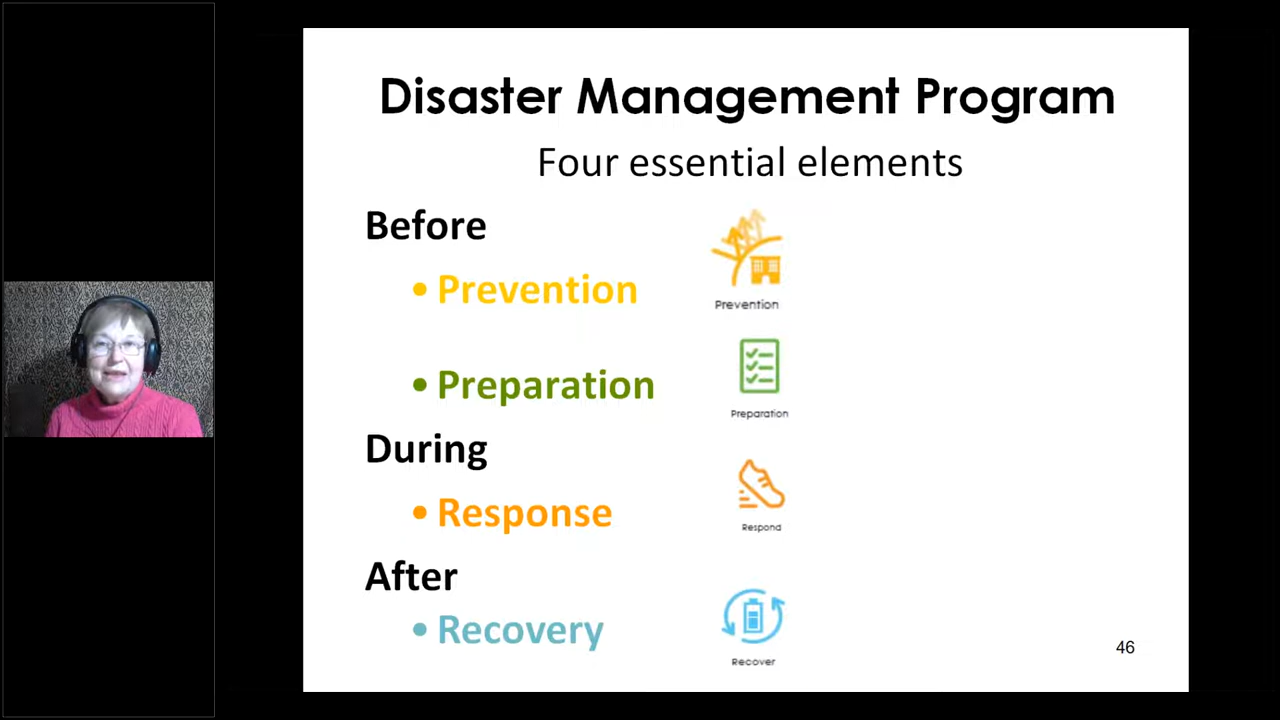 Disaster Management Program
Four essential elements
Before
• Prevention
Prevention
• Preparation
Preparation
During
• Response
Respond
After
• Recovery
Recover
46